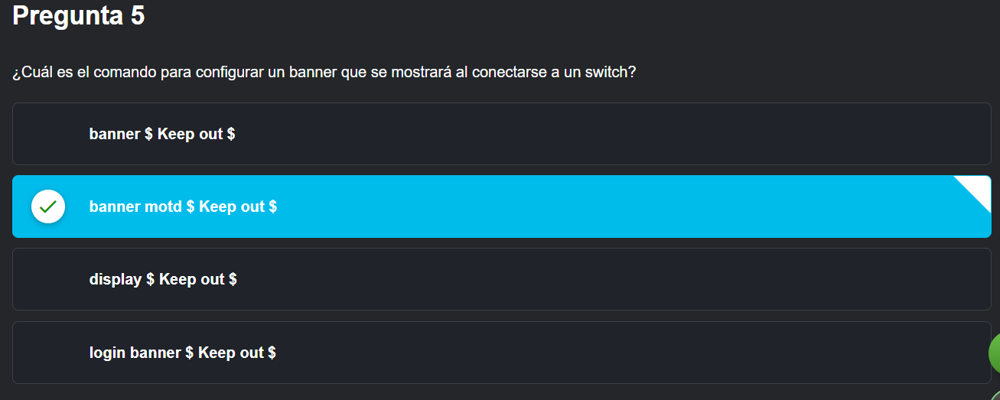 Pregunta 5
¿Cuál es el comando para configurar un banner que se mostrará al conectarse a un switch?
banner $ Keep out $
banner motd $ Keep out $
display $ Keep out $
login banner $ Keep out $